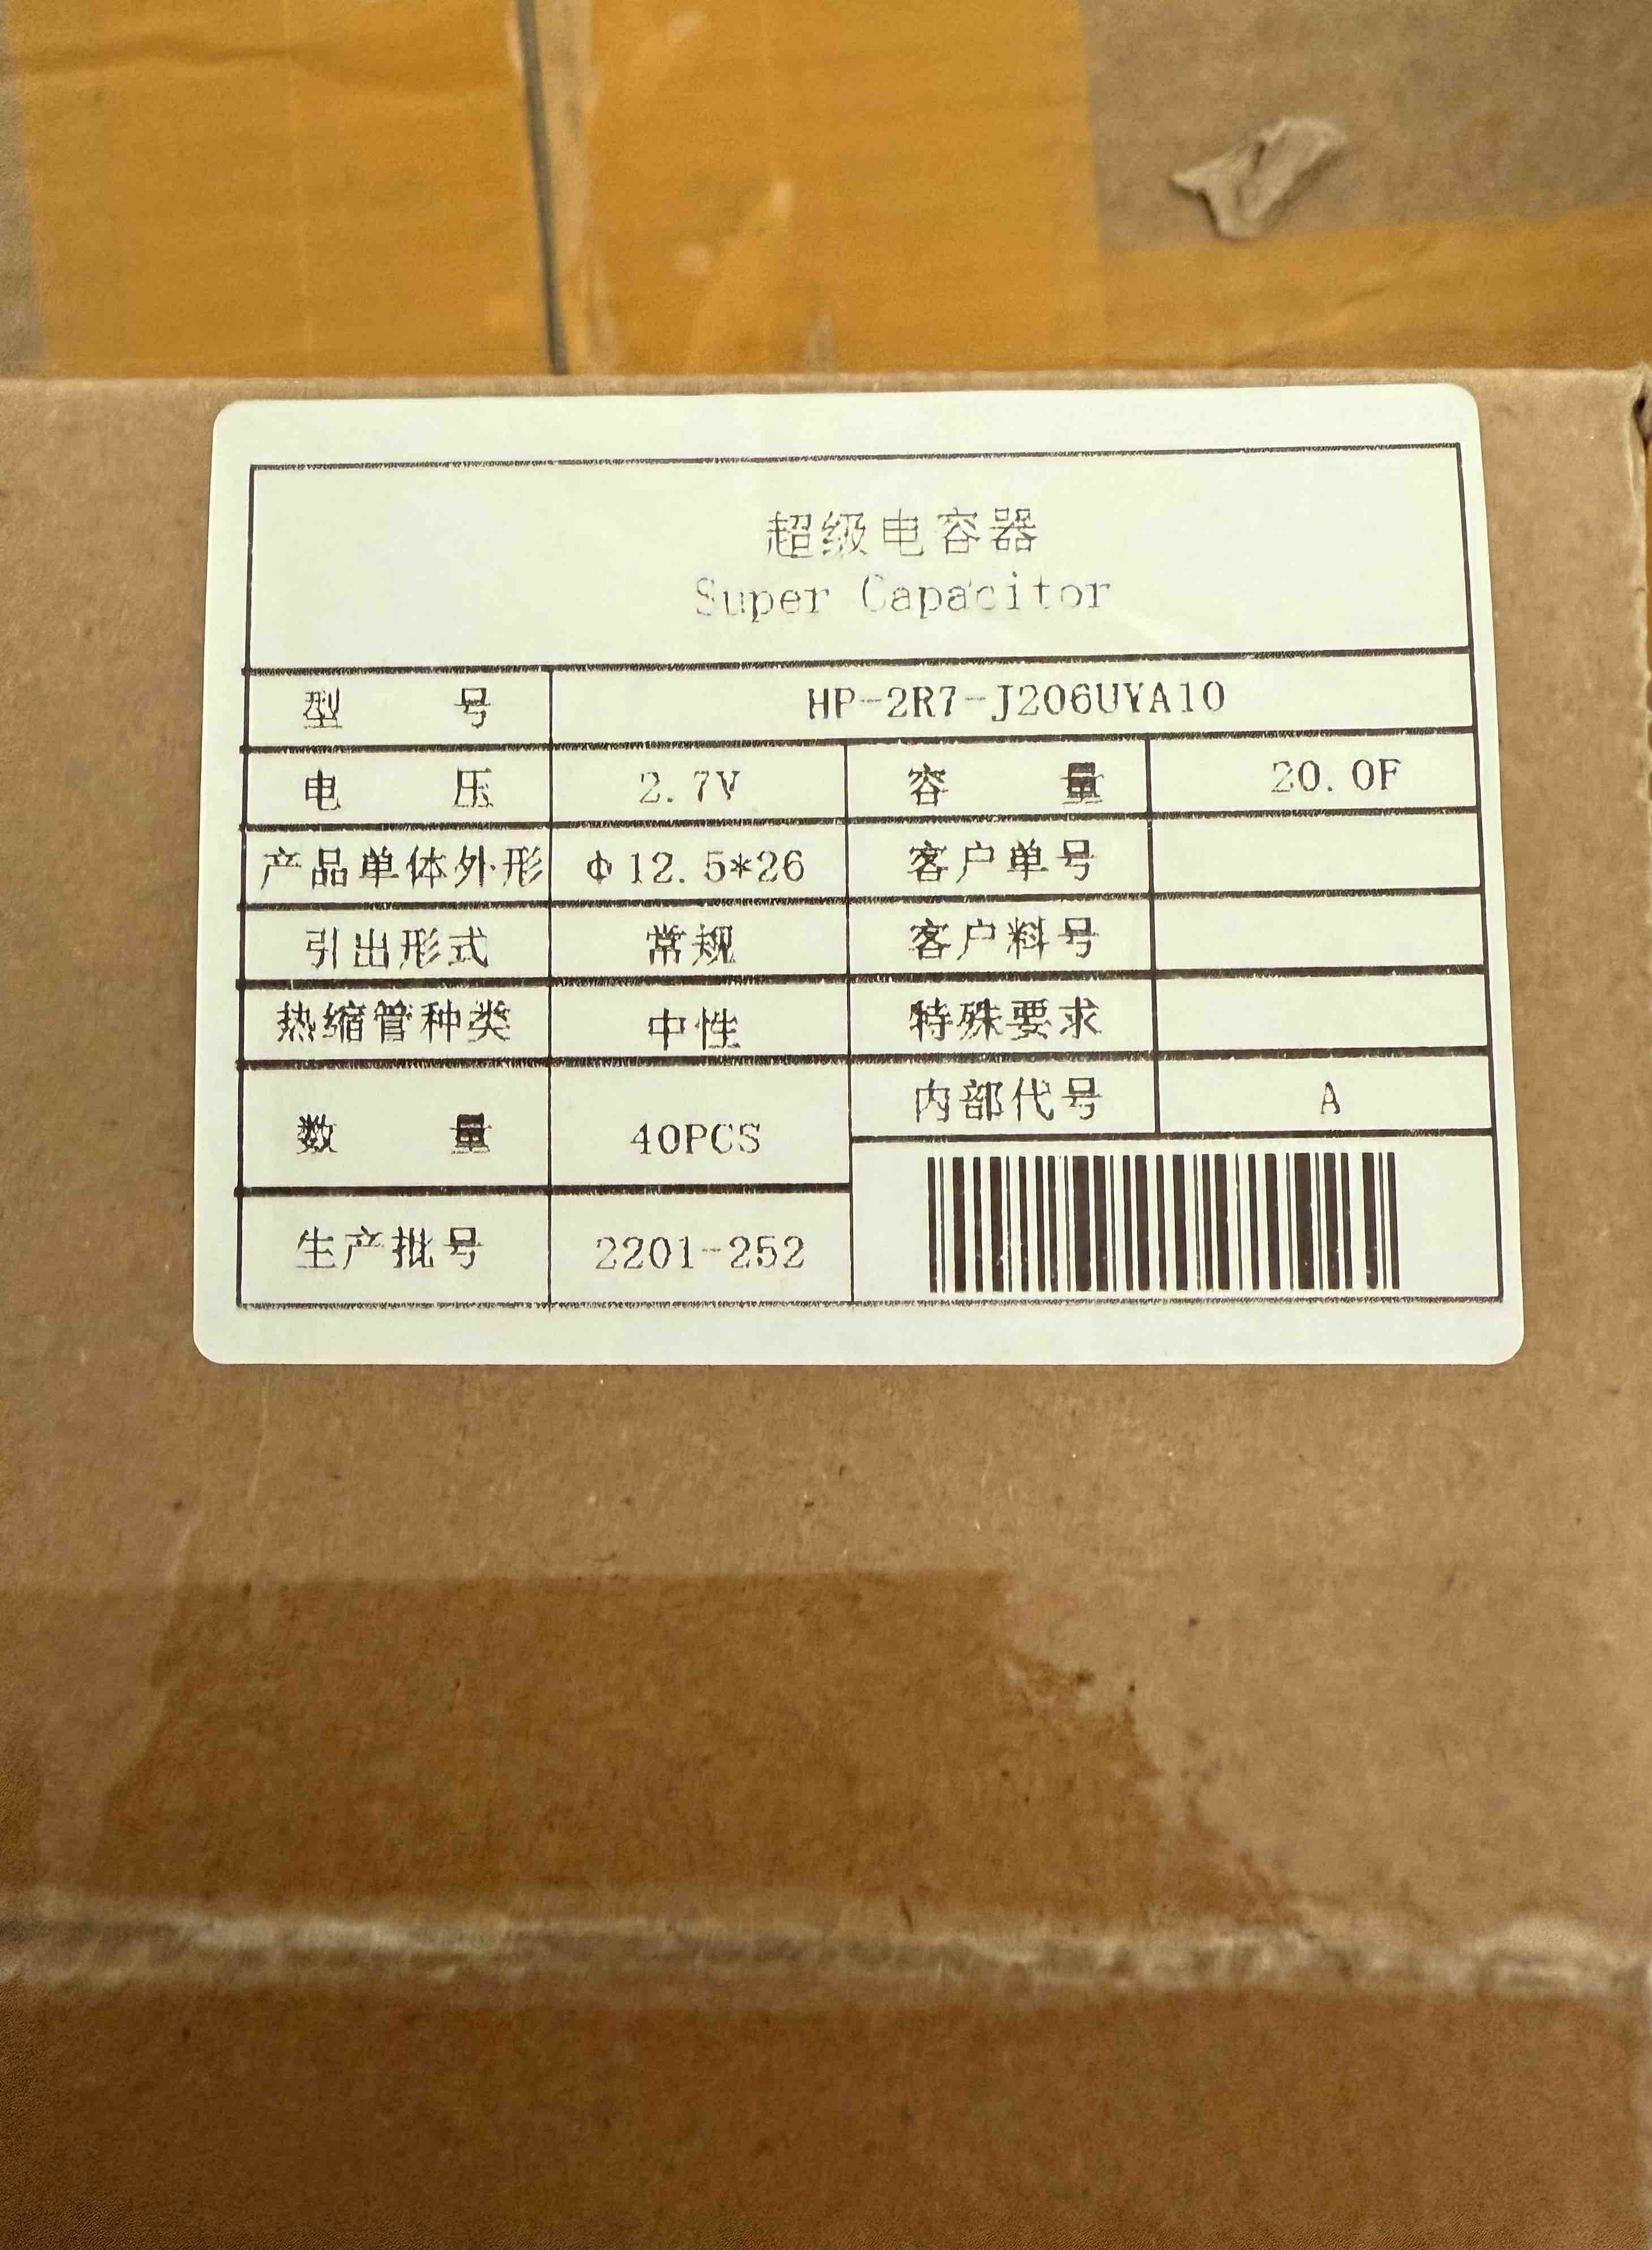 超级电容器
Super Capacitor
型号 HP-2R7-J206UYA10
电压 2.7V 容量 20.0F
产品单体外形 Φ12.5*26 客户单号
引出形式 常规 客户料号
热缩管种类 中性 特殊要求
数量 40PCS 内部代号 A
生产批号 2201-252